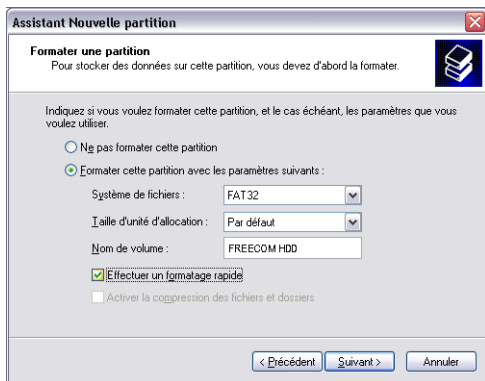 Assistant Nouvelle partition
Formater une partition
Pour stocker des données sur cette partition, vous devez d'abord la formater.
Indiquez si vous voulez formater cette partition, et le cas échéant, les paramètres que vous
voulez utiliser.
Ne pas formater cette partition
Formater cette partition avec les paramètres suivants :
Système de fichiers : FAT32
Taille d'unité d'allocation : Par défaut
Nom de volume : FREECOM HDD
Effectuer un formatage rapide
Activer la compression des fichiers et dossiers
< Précédent Suivant > Annuler